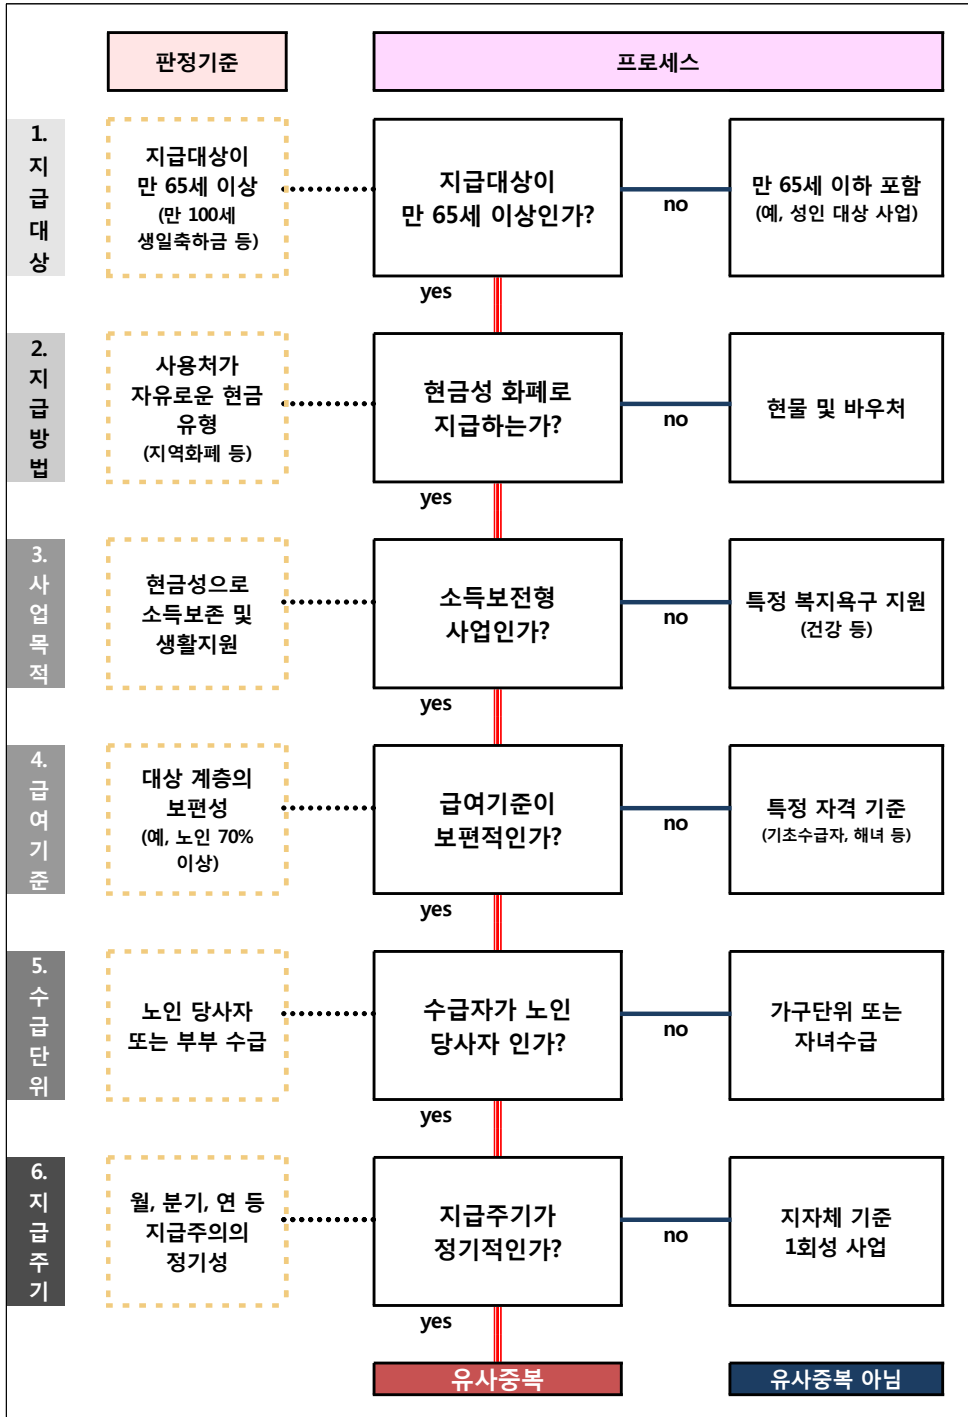 판정기준
프로세스
1.
지
급
대
상
지급대상이
만 65세 이상
(만 100세
생일축하금 등)
지급대상이
만 65세 이상인가?
no
만 65세 이하 포함
(예, 성인 대상 사업)
yes
2.
지
급
방
법
사용처가
자유로운 현금
유형
(지역화폐 등)
현금성 화폐로
지급하는가?
no
현물 및 바우처
yes
3.
사
업
목
적
현금성으로
소득보존 및
생활지원
소득보전형
사업인가?
no
특정 복지욕구 지원
(건강 등)
yes
4.
급
여
기
준
대상 계층의
보편성
(예, 노인 70%
이상)
급여기준이
보편적인가?
no
특정 자격 기준
(기초수급자, 해녀 등)
yes
5.
수
급
단
위
노인 당사자
또는 부부 수급
수급자가 노인
당사자 인가?
no
가구단위 또는
자녀수급
yes
6.
지
급
주
기
월, 분기, 연 등
지급주의의
정기성
지급주기가
정기적인가?
no
지자체 기준
1회성 사업
yes
유사중복
유사중복 아님